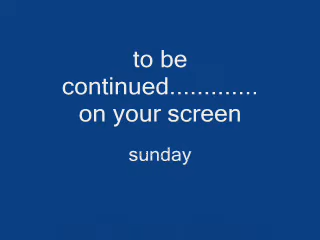 to be
continued.............
on your screen
sunday